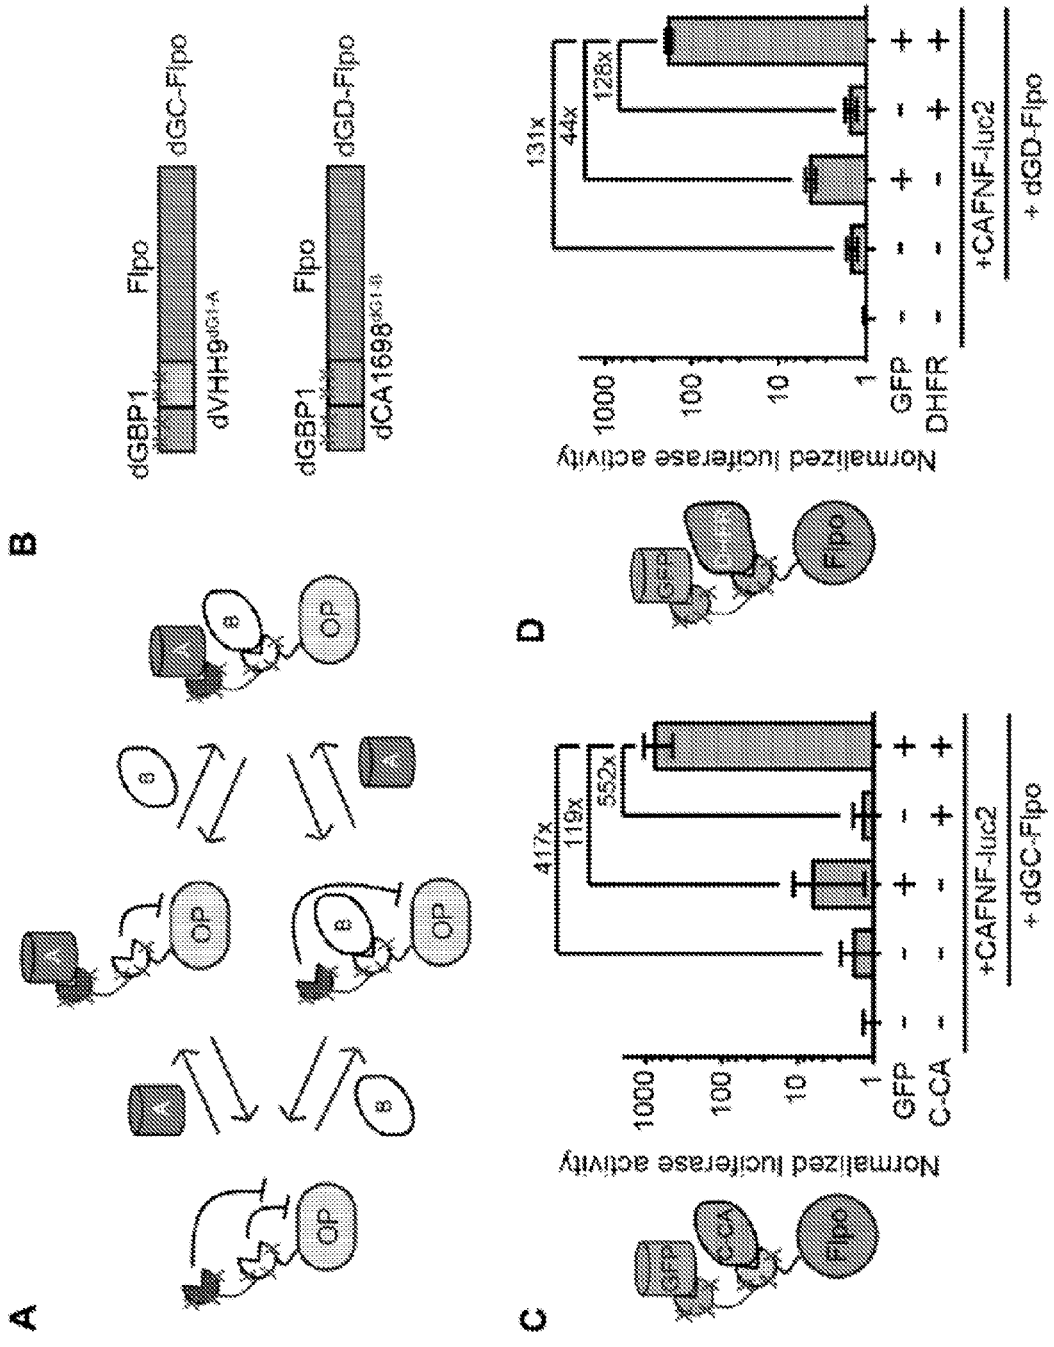 A
OP
A
B
A
OP
B
OP
B
A
A
B
OP
B
dGBP1
Flpo
dGC-Flpo
dVHH9dG1-A
dGBP1
Flpo
dGD-Flpo
dCA1698dG1-B
C
GFP
C-CA
Flpo
Normalized luciferase activity
1000
100
10
1
417x
119x
552x
GFP - - + - +
C-CA - - - + +
+CAFNF-luc2
+ dGC-Flpo
D
GFP
Flpo
Normalized luciferase activity
1000
100
10
1
131x
44x
128x
GFP - - + - +
DHFR - - - + +
+CAFNF-luc2
+ dGD-Flpo